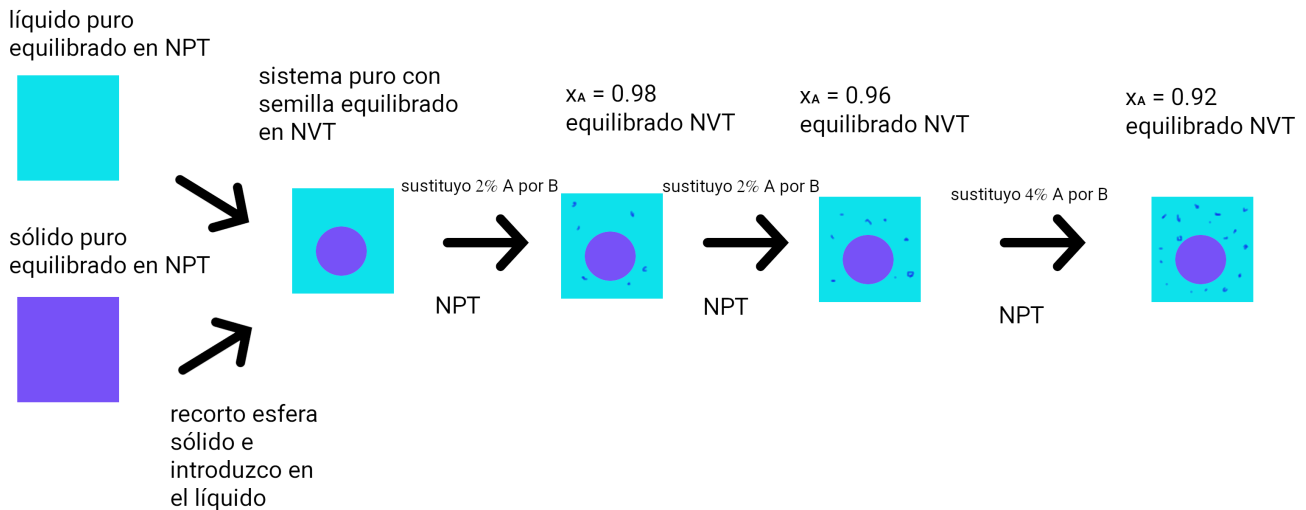 líquido puro
equilibrado en NPT
sólido puro
equilibrado en NPT
recorto esfera
sólido e
introduzco en
el líquido
sistema puro con
semilla equilibrado
en NVT
sustituyo 2% A por B
NPT
xA = 0.98
equilibrado NVT
sustituyo 2% A por B
NPT
xA = 0.96
equilibrado NVT
sustituyo 4% A por B
NPT
xA = 0.92
equilibrado NVT